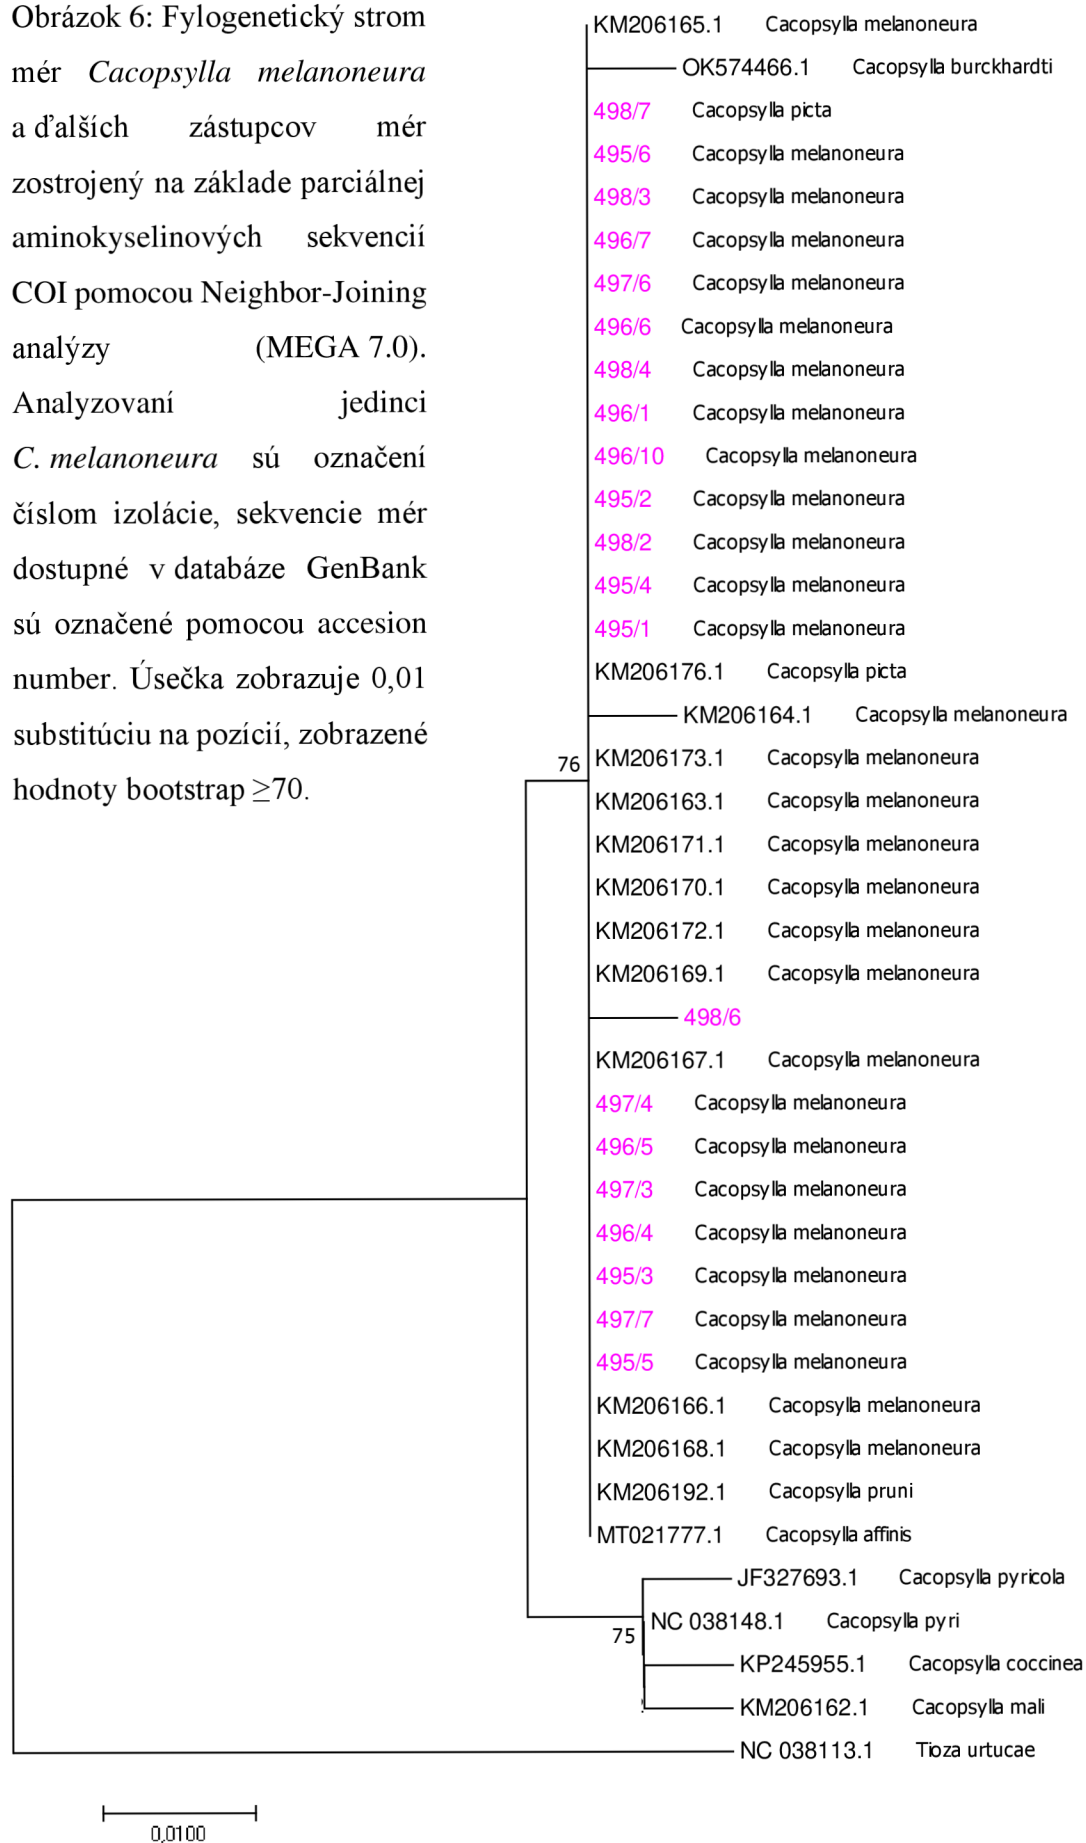 Obrázok 6: Fylogenetický strom
mér Cacopsylla melanoneura
a ďalších zástupcov mér
zostrojený na základe parciálnej
aminokyselinových sekvencií
COI pomocou Neighbor-Joining
analýzy (MEGA 7.0).
Analyzovaní jedinci
C. melanoneura sú označení
číslom izolácie, sekvencie mér
dostupné v databáze GenBank
sú označené pomocou accesion
number. Úsečka zobrazuje 0,01
substitúciu na pozícií, zobrazené
hodnoty bootstrap ≥70.
KM206165.1 Cacopsylla melanoneura
OK574466.1 Cacopsylla burckhardti
498/7 Cacopsylla picta
495/6 Cacopsylla melanoneura
498/3 Cacopsylla melanoneura
496/7 Cacopsylla melanoneura
497/6 Cacopsylla melanoneura
496/6 Cacopsylla melanoneura
498/4 Cacopsylla melanoneura
496/1 Cacopsylla melanoneura
496/10 Cacopsylla melanoneura
495/2 Cacopsylla melanoneura
498/2 Cacopsylla melanoneura
495/4 Cacopsylla melanoneura
495/1 Cacopsylla melanoneura
KM206176.1 Cacopsylla picta
KM206164.1 Cacopsylla melanoneura
76 KM206173.1 Cacopsylla melanoneura
KM206163.1 Cacopsylla melanoneura
KM206171.1 Cacopsylla melanoneura
KM206170.1 Cacopsylla melanoneura
KM206172.1 Cacopsylla melanoneura
KM206169.1 Cacopsylla melanoneura
498/6
KM206167.1 Cacopsylla melanoneura
497/4 Cacopsylla melanoneura
496/5 Cacopsylla melanoneura
497/3 Cacopsylla melanoneura
496/4 Cacopsylla melanoneura
495/3 Cacopsylla melanoneura
497/7 Cacopsylla melanoneura
495/5 Cacopsylla melanoneura
KM206166.1 Cacopsylla melanoneura
KM206168.1 Cacopsylla melanoneura
KM206192.1 Cacopsylla pruni
MT021777.1 Cacopsylla affinis
JF327693.1 Cacopsylla pyricola
NC 038148.1 Cacopsylla pyri
75
KP245955.1 Cacopsylla coccinea
KM206162.1 Cacopsylla mali
NC 038113.1 Tioza urtucae
0,0100